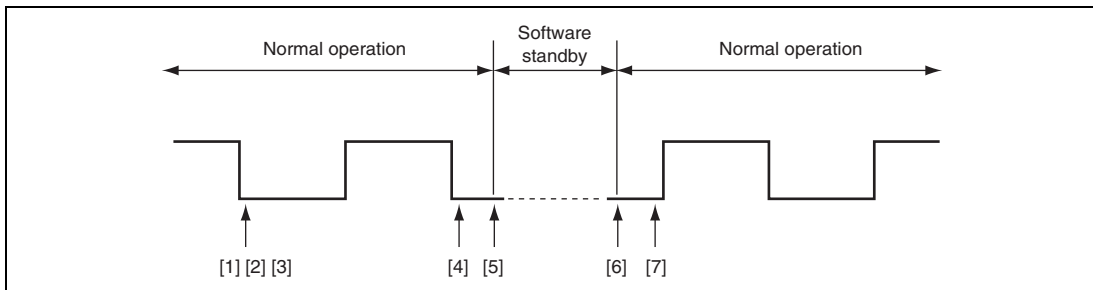 Normal operation
Software
standby
Normal operation
[1] [2] [3]
[4]
[5]
[6]
[7]